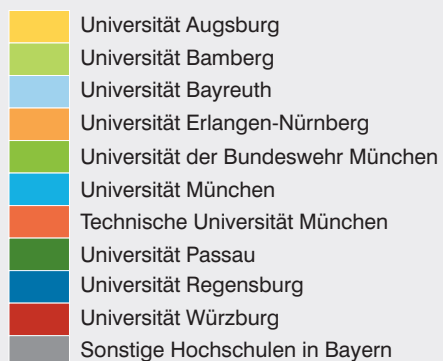 Universität Augsburg
Universität Bamberg
Universität Bayreuth
Universität Erlangen-Nürnberg
Universität der Bundeswehr München
Universität München
Technische Universität München
Universität Passau
Universität Regensburg
Universität Würzburg
Sonstige Hochschulen in Bayern